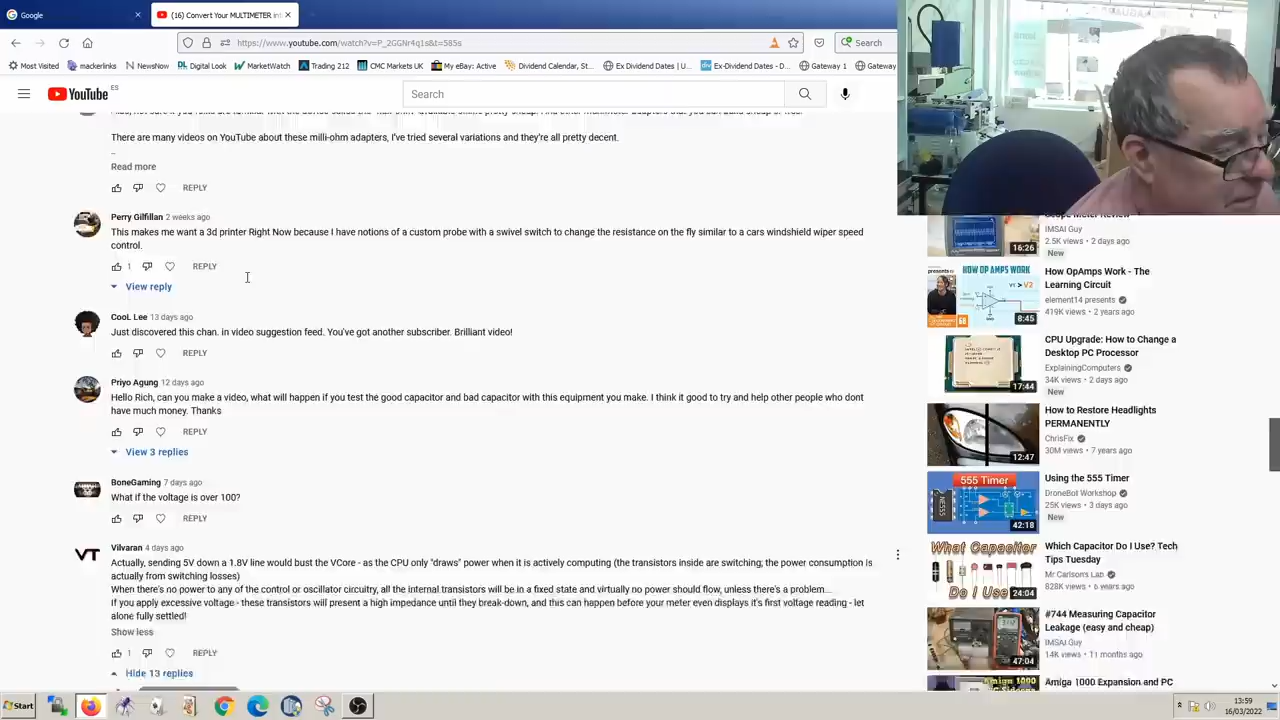 Google
(16) Convert Your MULTIMETER int
https://www.youtube.com/watch?v=P_zGcNir4q1s&t=585s
Search
Most Visited
mackerlinks
NewsNow
Digital Look
MarketWatch
Trading 212
CMC Markets UK
My eBay: Active
Dividend Calendar, St...
Ex Dividend Dates | U...
Ex-Dividend Dates - D...
Gateway 1
Gateway
YouTube
ES
Search
There are many videos on YouTube about these milli-ohm adapters, I've tried several variations and they're all pretty decent.
Read more
REPLY
Perry Gilfillan 2 weeks ago
This makes me want a 3d printer Right Now because I have notions of a custom probe with a swivel switch to change the resistance on the fly similar to a cars windshield wiper speed
control.
1 REPLY
View reply
CooL Lee 13 days ago
Just discovered this chan. in video suggestion feed. You've got another subscriber. Brilliant video!
REPLY
Priyo Agung 12 days ago
Hello Rich, can you make a video, what will happen if you test the good capacitor and bad capacitor with this equipment you make. I think it good to try and help other people who dont
have much money. Thanks
REPLY
View 3 replies
BoneGaming 7 days ago
What if the voltage is over 100?
REPLY
VT
Vilvaran 4 days ago
Actually, sending 5V down a 1.8V line would bust the VCore - as the CPU only "draws" power when it is actively computing (the transistors inside are switching, the power consumption is
actually from switching losses)
When there's no power to any of the control or oscillators - the internal transistors will be in a fixed state and virtually no power should flow, unless there's a problem...
If you apply excessive voltage - these transistors will present a high impedance until they break-down, and this can happen before your meter even displays it's first voltage reading - let
alone fully settled!
Show less
1 REPLY
Hide 13 replies
Scope Meter Review
IMSAI Guy
2.5K views • 2 days ago
New
16:26
presents
HOW OP AMPS WORK
V1 > V2
8:45
How OpAmps Work - The
Learning Circuit
element14 presents
419K views • 2 years ago
17:44
CPU Upgrade: How to Change a
Desktop PC Processor
ExplainingComputers
34K views • 2 days ago
New
12:47
How to Restore Headlights
PERMANENTLY
ChrisFix
30M views • 7 years ago
555 Timer
NE555
42:18
Using the 555 Timer
DroneBot Workshop
25K views • 3 days ago
New
What Capacitor
Do I Use
24:04
Which Capacitor Do I Use? Tech
Tips Tuesday
Mr Carlson's Lab
828K views • 6 years ago
47:04
#744 Measuring Capacitor
Leakage (easy and cheap)
IMSAI Guy
14K views • 11 months ago
Amiga 1000
Amiga 1000 Expansion and PC
Start
13:59
16/03/2022